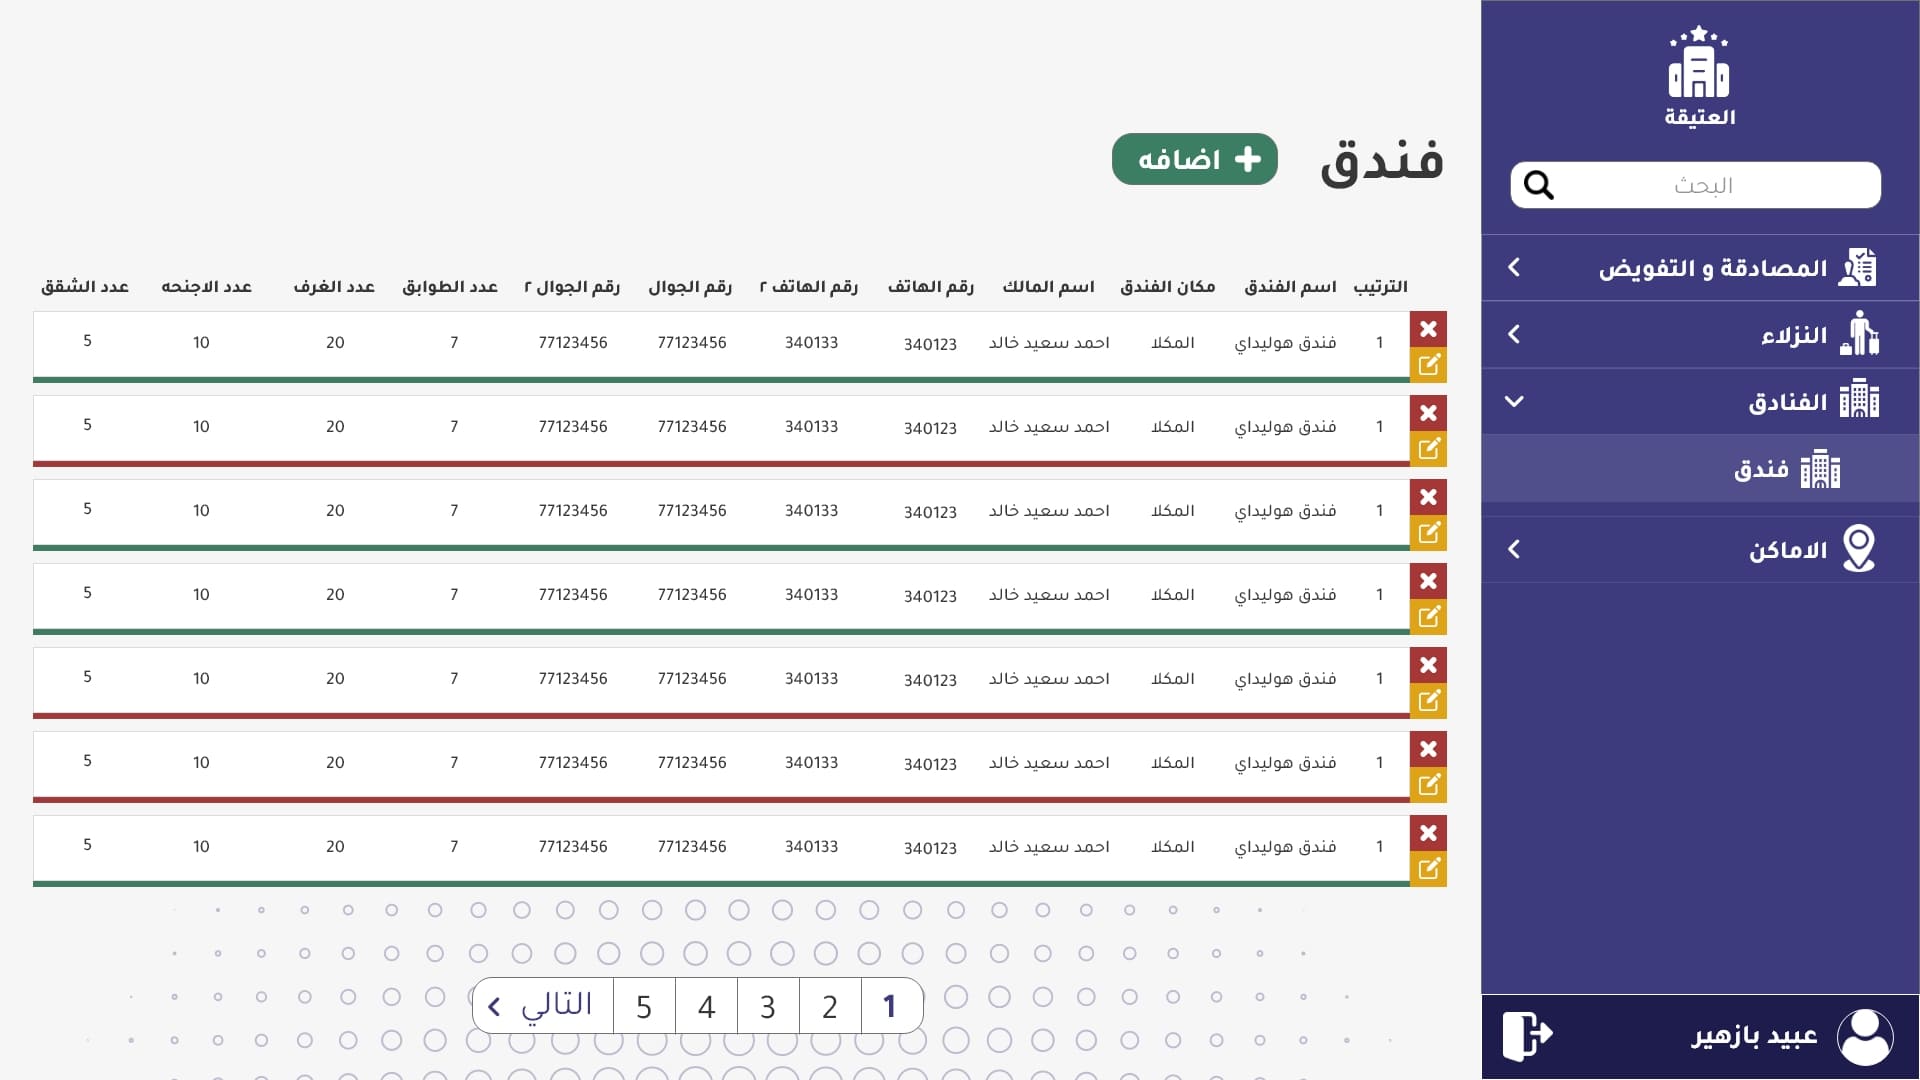 العتيقة
البحث
المصادقة و التفويض
النزلاء
الفنادق
فندق
الاماكن
عبيد بازهير
فندق
اضافه
الترتيب اسم الفندق مكان الفندق اسم المالك رقم الهاتف رقم الهاتف ٢ رقم الجوال رقم الجوال ٢ عدد الطوابق عدد الغرف عدد الاجنحه عدد الشقق
1 فندق هوليداي المكلا احمد سعيد خالد 340123 340133 77123456 77123456 7 20 10 5
1 فندق هوليداي المكلا احمد سعيد خالد 340123 340133 77123456 77123456 7 20 10 5
1 فندق هوليداي المكلا احمد سعيد خالد 340123 340133 77123456 77123456 7 20 10 5
1 فندق هوليداي المكلا احمد سعيد خالد 340123 340133 77123456 77123456 7 20 10 5
1 فندق هوليداي المكلا احمد سعيد خالد 340123 340133 77123456 77123456 7 20 10 5
1 فندق هوليداي المكلا احمد سعيد خالد 340123 340133 77123456 77123456 7 20 10 5
1 فندق هوليداي المكلا احمد سعيد خالد 340123 340133 77123456 77123456 7 20 10 5
1 2 3 4 5 التالي